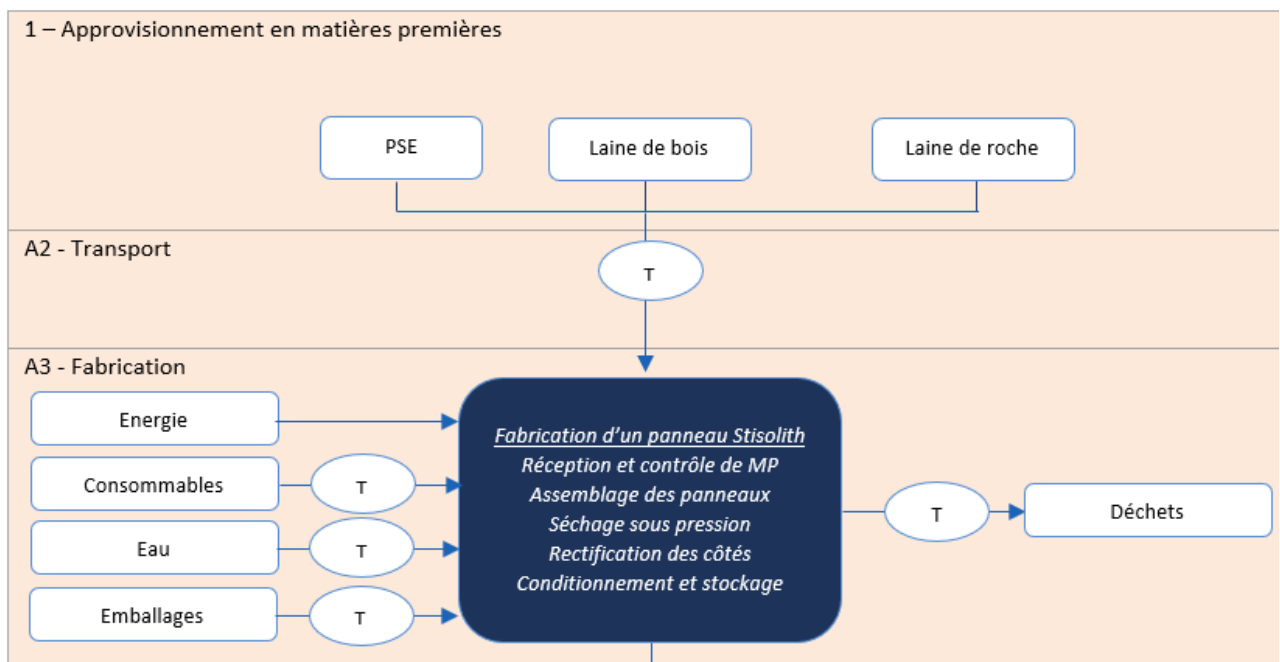 1 – Approvisionnement en matières premières
PSE
Laine de bois
Laine de roche
A2 - Transport
T
A3 - Fabrication
Energie
Consommables
T
Eau
T
Emballages
T
Fabrication d'un panneau Stisolith
Réception et contrôle de MP
Assemblage des panneaux
Séchage sous pression
Rectification des côtés
Conditionnement et stockage
T
Déchets